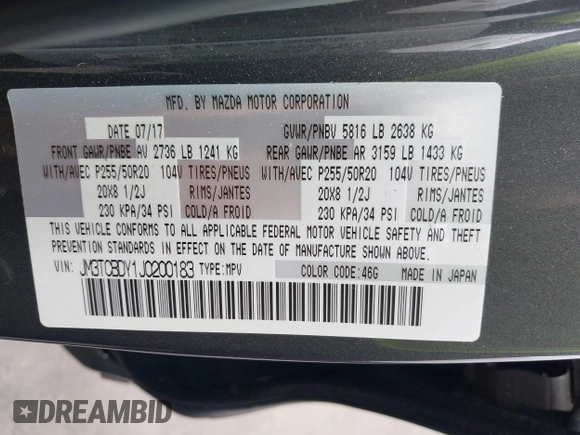 MFD. BY MAZDA MOTOR CORPORATION
DATE 07/17 GVWR/PNBV 5816 LB 2638 KG
FRONT GAWR/PNBE AV 2736 LB 1241 KG REAR GAWR/PNBE AR 3159 LB 1433 KG
WITH/AVEC P255/50R20 104V TIRES/PNEUS WITH/AVEC P255/50R20 104V TIRES/PNEUS
20X8 1/2J RIMS/JANTES 20X8 1/2J RIMS/JANTES
230 KPA/34 PSI COLD/A FROID 230 KPA/34 PSI COLD/A FROID
THIS VEHICLE CONFORMS TO ALL APPLICABLE FEDERAL MOTOR VEHICLE SAFETY AND THEFT
PREVENTION STANDARDS IN EFFECT ON THE DATE OF MANUFACTURE SHOWN ABOVE.
VIN: JM3TCBDY1J0200183 TYPE:MPV COLOR CODE:46G MADE IN JAPAN
DREAMBID